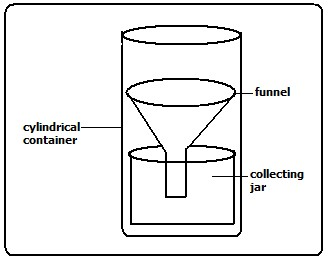 funnel
cylindrical
container
collecting
jar